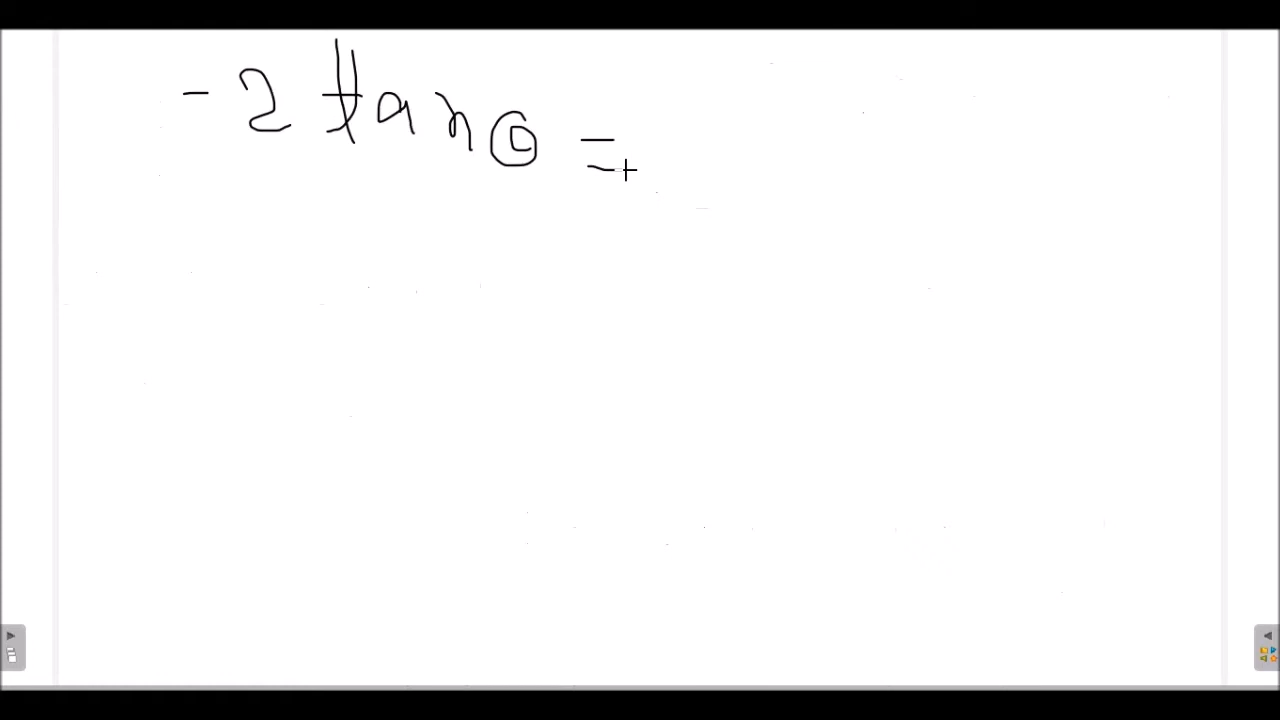 - 2 tan θ =